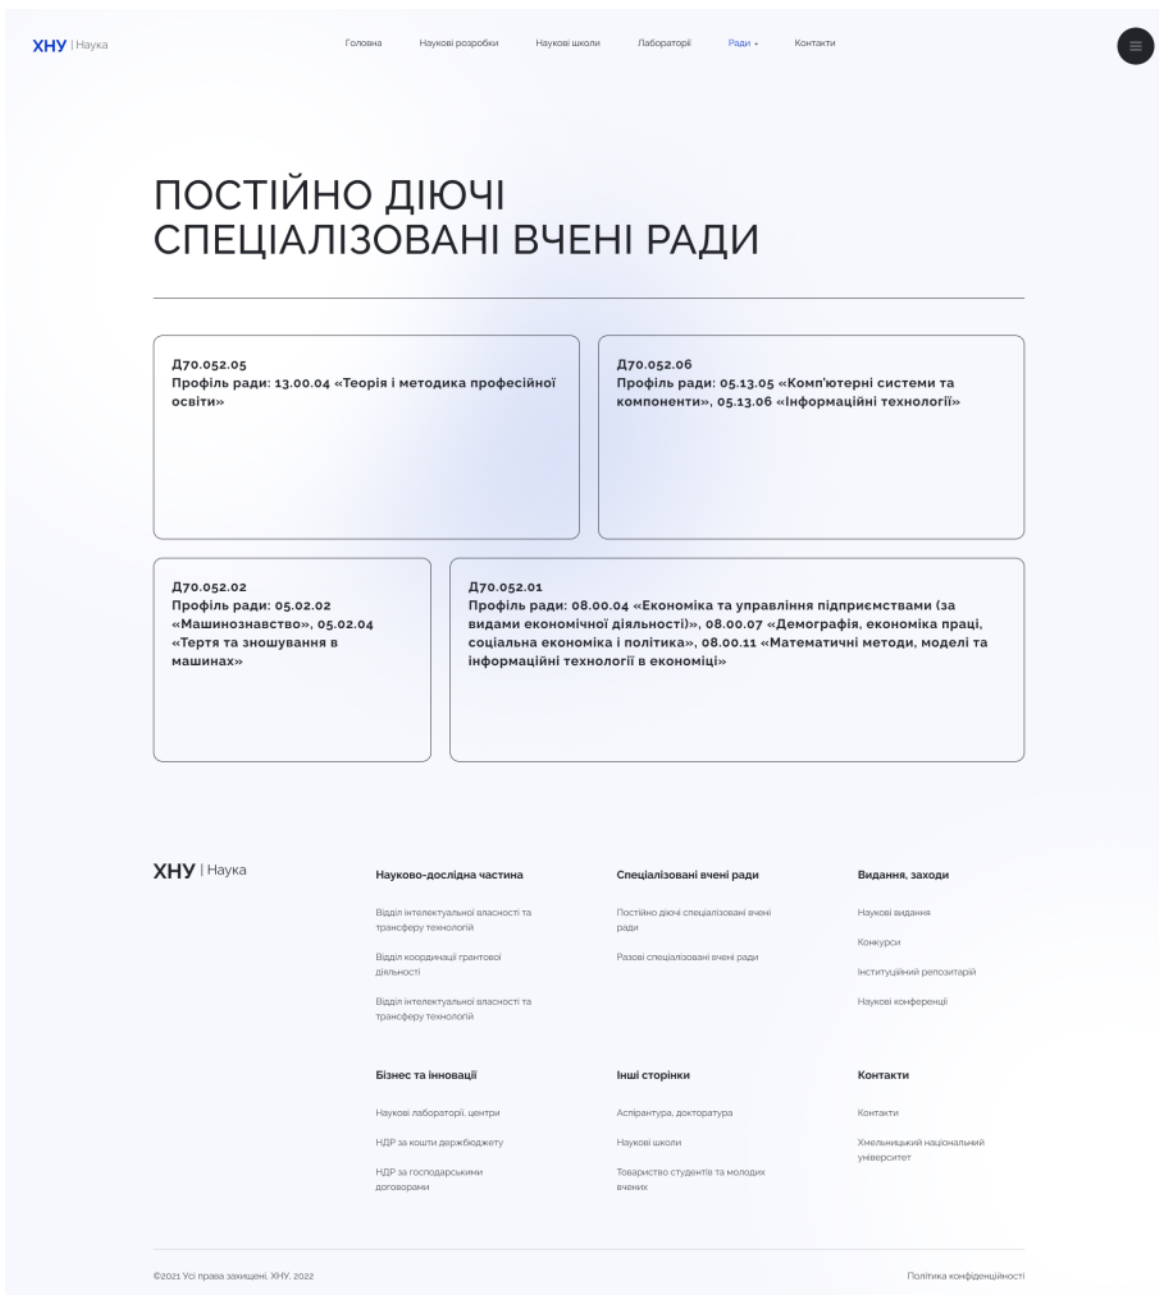 ХНУ | Наука
Головна Наукові розробки Наукові школи Лабораторії Ради Контакти
ПОСТІЙНО ДІЮЧІ
СПЕЦІАЛІЗОВАНІ ВЧЕНІ РАДИ
Д70.052.05
Профіль ради: 13.00.04 «Теорія і методика професійної
освіти»
Д70.052.06
Профіль ради: 05.13.05 «Комп'ютерні системи та
компоненти», 05.13.06 «Інформаційні технології»
Д70.052.02
Профіль ради: 05.02.02
«Машинознавство», 05.02.04
«Тертя та зношування в
машинах»
Д70.052.01
Профіль ради: 08.00.04 «Економіка та управління підприємствами (за
видами економічної діяльності)», 08.00.07 «Демографія, економіка праці,
соціальна економіка і політика», 08.00.11 «Математичні методи, моделі та
інформаційні технології в економіці»
ХНУ | Наука
Науково-дослідна частина
Відділ інтелектуальної власності та
трансферу технологій
Відділ координації грантової
діяльності
Відділ інтелектуальної власності та
трансферу технологій
Спеціалізовані вчені ради
Постійно діючі спеціалізовані вчені
ради
Разові спеціалізовані вчені ради
Видання, заходи
Наукові видання
Конкурси
Інституційний репозитарій
Наукові конференції
Бізнес та інновації
Наукові лабораторії, центри
НДР за кошти держбюджету
НДР за господарськими
договорами
Інші сторінки
Аспірантура, докторатура
Наукові школи
Товариство студентів та молодих
вчених
Контакти
Контакти
Хмельницький національний
університет
©2021 Усі права захищені. ХНУ, 2022
Політика конфіденційності